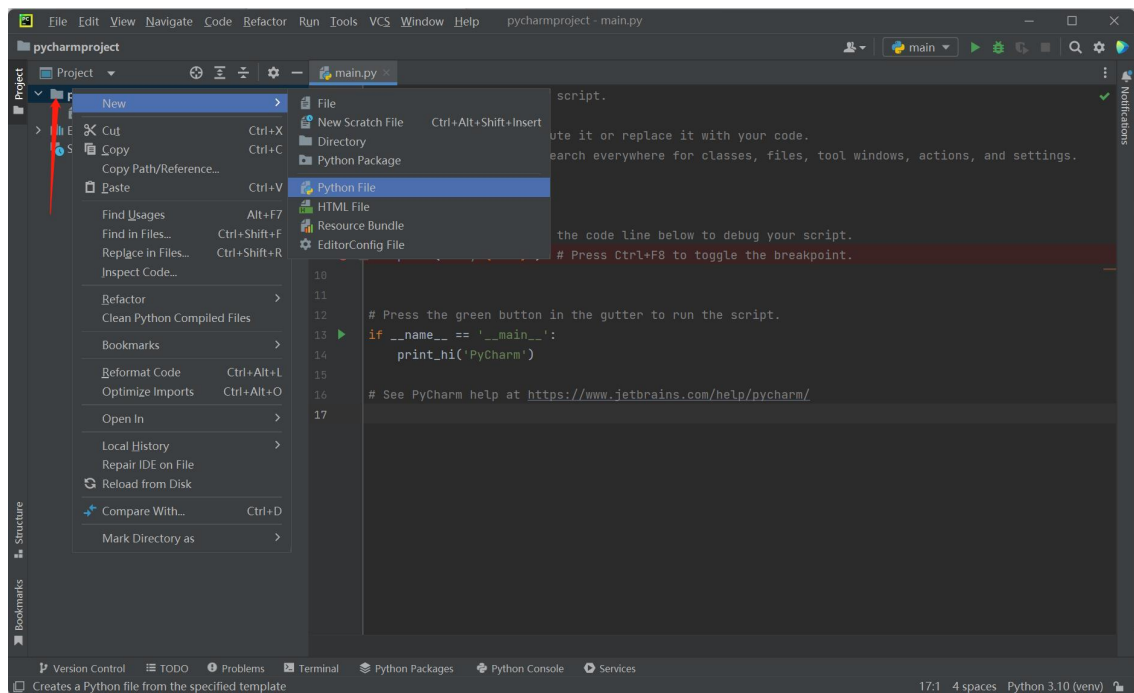 File Edit View Navigate Code Refactor Run Tools VCS Window Help pycharmproject - main.py
pycharmproject
main
Project
Project
main.py
Notifications
New
Cut Ctrl+X
Copy Ctrl+C
Copy Path/Reference...
Paste Ctrl+V
Find Usages Alt+F7
Find in Files... Ctrl+Shift+F
Replace in Files... Ctrl+Shift+R
Inspect Code...
Refactor
Clean Python Compiled Files
Bookmarks
Reformat Code Ctrl+Alt+L
Optimize Imports Ctrl+Alt+O
Open In
Local History
Repair IDE on File
Reload from Disk
Compare With... Ctrl+D
Mark Directory as
File
New Scratch File Ctrl+Alt+Shift+Insert
Directory
Python Package
Python File
HTML File
Resource Bundle
EditorConfig File
script.
it or replace it with your code.
everywhere for classes, files, tool windows, actions, and settings.
the code line below to debug your script.
# Press Ctrl+F8 to toggle the breakpoint.
10
11
12 # Press the green button in the gutter to run the script.
13 if __name__ == '__main__':
14 print_hi('PyCharm')
15
16 # See PyCharm help at https://www.jetbrains.com/help/pycharm/
17
Structure
Bookmarks
Version Control TODO Problems Terminal Python Packages Python Console Services
Creates a Python file from the specified template 17:1 4 spaces Python 3.10 (venv)